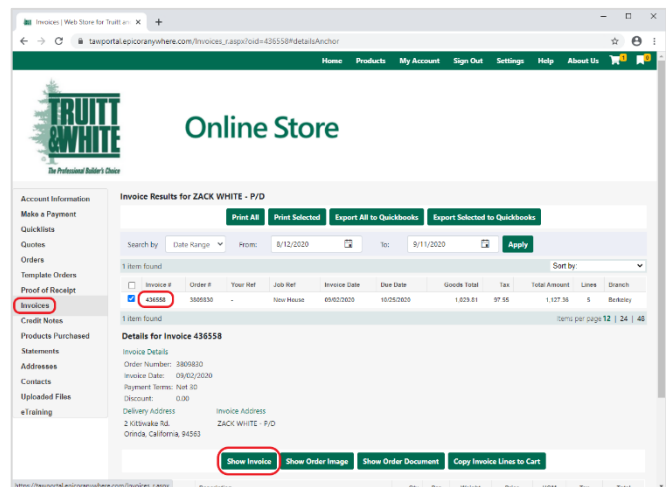 Invoices | Web Store for Truitt an
tawportal.epicoranywhere.com/Invoices_r.aspx?oid=436558#detailsAnchor
Home Products My Account Sign Out Settings Help About Us 1 0
TRUITT
&WHITE
The Professional Builder's Choice
Online Store
Account Information
Make a Payment
Quicklists
Quotes
Orders
Template Orders
Proof of Receipt
Invoices
Credit Notes
Products Purchased
Statements
Addresses
Contacts
Uploaded Files
eTraining
Invoice Results for ZACK WHITE - P/D
Print All Print Selected Export All to Quickbooks Export Selected to Quickbooks
Search by Date Range From: 8/12/2020 To: 9/11/2020 Apply
1 item found Sort by:
Invoice # Order # Your Ref Job Ref Invoice Date Due Date Goods Total Tax Total Amount Lines Branch
436558 3809830 - New House 09/02/2020 10/25/2020 1,029.81 97.55 1,127.36 5 Berkeley
1 item found Items per page 12 | 24 | 48
Details for Invoice 436558
Invoice Details
Order Number: 3809830
Invoice Date: 09/02/2020
Payment Terms: Net 30
Discount: 0.00
Delivery Address Invoice Address
2 Kittiwake Rd. ZACK WHITE - P/D
Orinda, California, 94563
Show Invoice Show Order Image Show Order Document Copy Invoice Lines to Cart